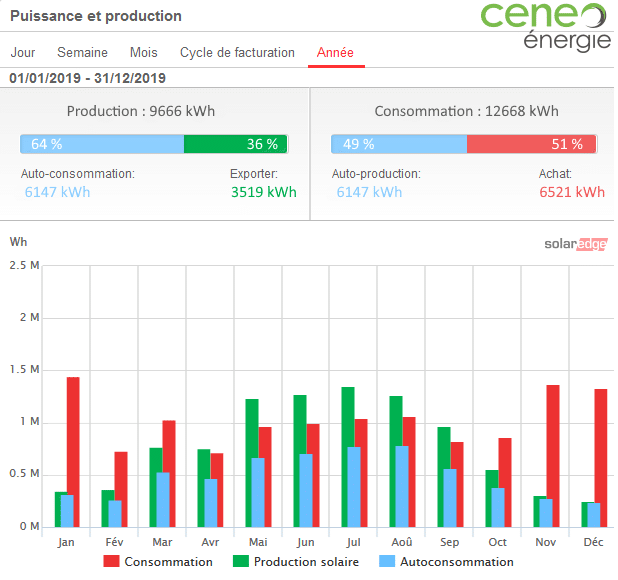 Puissance et production
ceneo
énergie
Jour Semaine Mois Cycle de facturation Année
01/01/2019 - 31/12/2019
Production : 9666 kWh
64 % 36 %
Auto-consommation: Exporter:
6147 kWh 3519 kWh
Consommation : 12668 kWh
49 % 51 %
Auto-production: Achat:
6147 kWh 6521 kWh
Wh
solaredge
2.5 M
2 M
1.5 M
1 M
0.5 M
0 M
Jan Fév Mar Avr Mai Jun Jul Aoû Sep Oct Nov Déc
Consommation Production solaire Autoconsommation